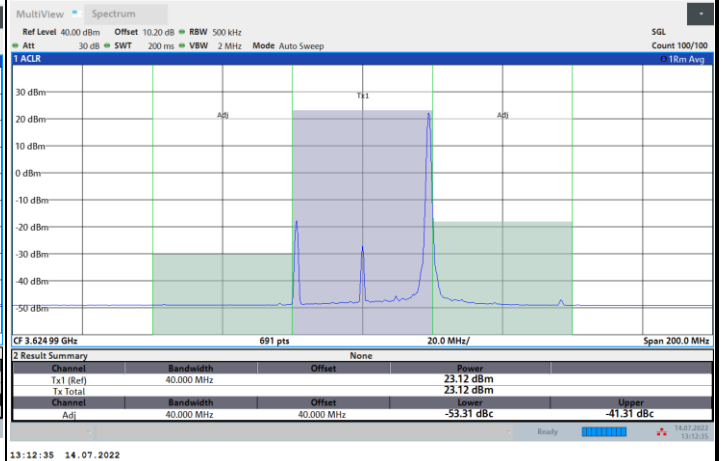 MultiView Spectrum
Ref Level 40.00 dBm Offset 10.20 dB RBW 500 kHz SGL
Att 30 dB SWT 200 ms VBW 2 MHz Mode Auto Sweep Count 100/100
1 ACLR 1Rm Avg
30 dBm
Tx1
20 dBm
Adj Adj
10 dBm
0 dBm
-10 dBm
-20 dBm
-30 dBm
-40 dBm
-50 dBm
CF 3.624 99 GHz 691 pts 20.0 MHz/ Span 200.0 MHz
2 Result Summary None
Channel Bandwidth Offset Power
Tx1 (Ref) 40.000 MHz 23.12 dBm
Tx Total 23.12 dBm
Channel Bandwidth Offset Lower Upper
Adj 40.000 MHz 40.000 MHz -53.31 dBc -41.31 dBc
Ready 14.07.2022
13:12:35
13:12:35 14.07.2022